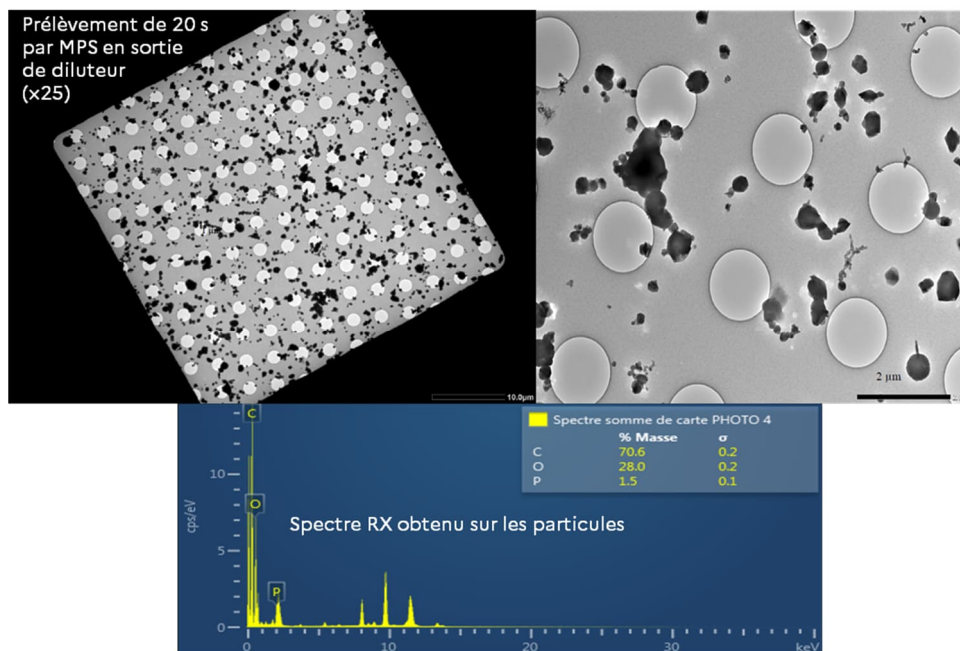 Prélèvement de 20 s
par MPS en sortie
de diluteur
(x25)
10.0µm
2 µm
Spectre somme de carte PHOTO 4
% Masse σ
C 70.6 0.2
O 28.0 0.2
P 1.5 0.1
C
O
P
Spectre RX obtenu sur les particules
cps/eV
10
5
0
0 10 20 30 keV